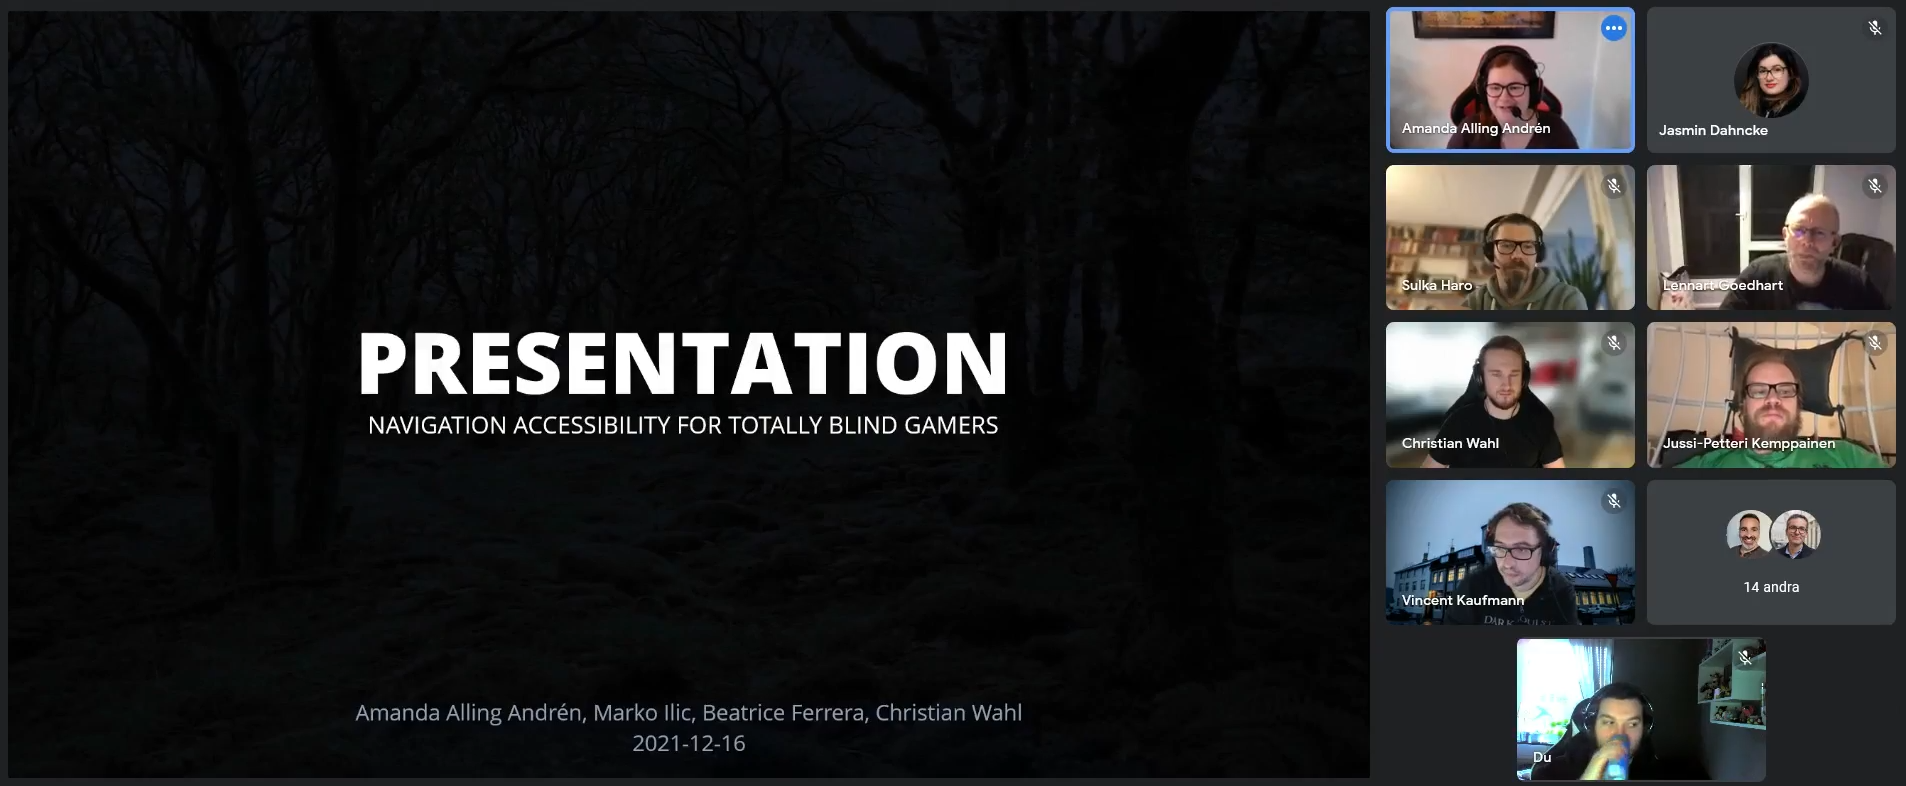 PRESENTATION
NAVIGATION ACCESSIBILITY FOR TOTALLY BLIND GAMERS
Amanda Alling Andrén, Marko Ilic, Beatrice Ferrera, Christian Wahl
2021-12-16
Amanda Alling Andrén
Jasmin Dahncke
Sulka Haro
Lennart Goedhart
Christian Wahl
Jussi-Petteri Kemppainen
Vincent Kaufmann
14 andra
Du